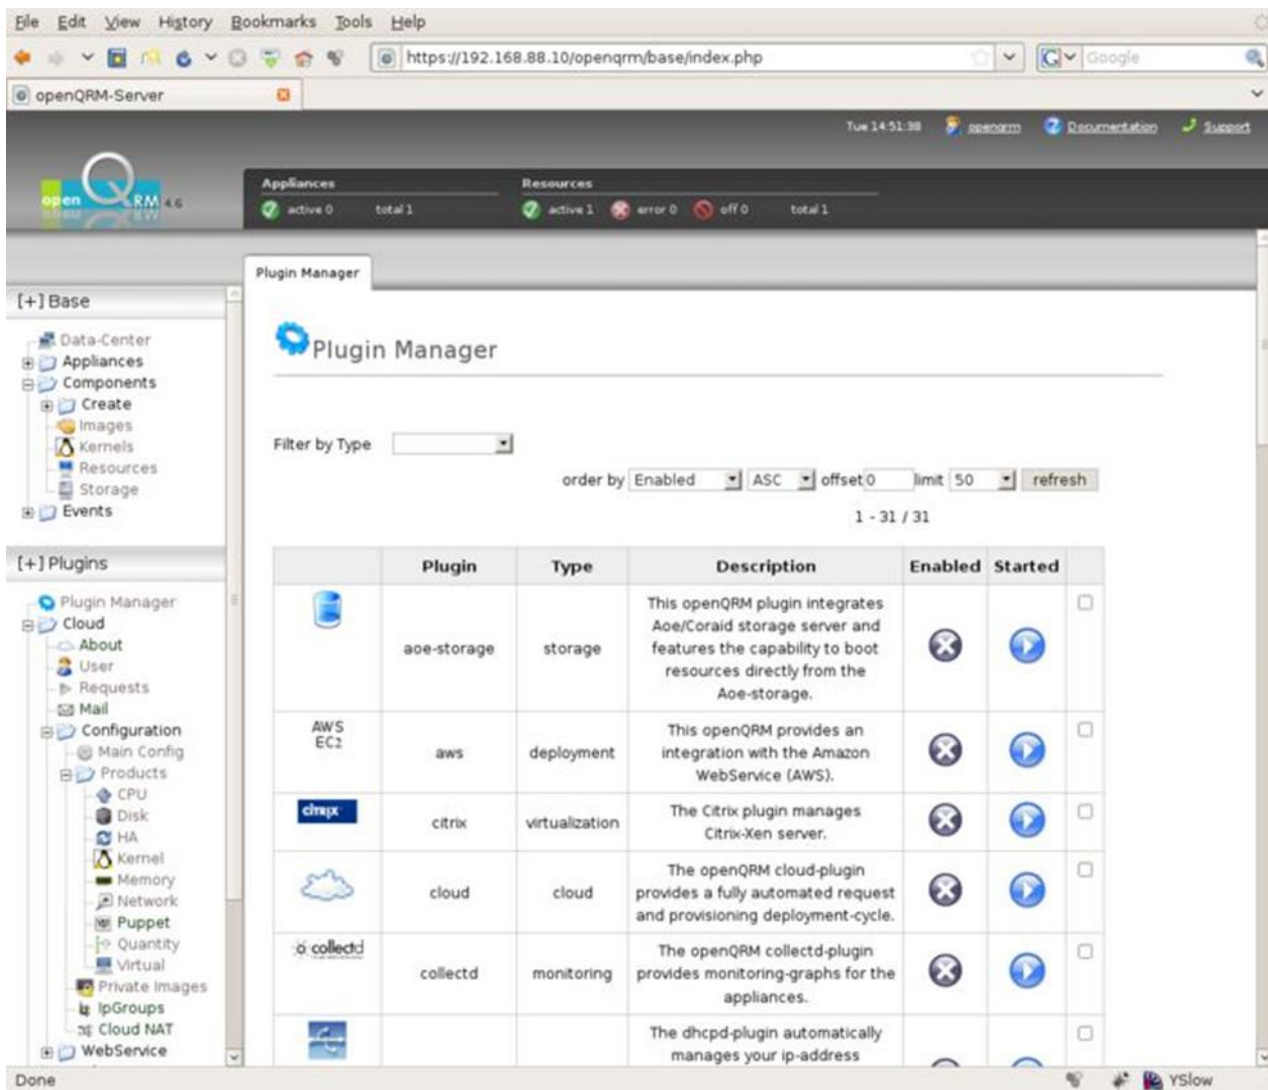 File Edit View History Bookmarks Tools Help
https://192.168.88.10/openqrm/base/index.php
Google
openQRM-Server
Tue 14:51:38 openqrm Documentation Support
open QRM 4.6
Appliances Resources
active 0 total 1 active 1 error 0 off 0 total 1
Plugin Manager
[+] Base
Data-Center
Appliances
Components
Create
Images
Kernels
Resources
Storage
Events
[+] Plugins
Plugin Manager
Cloud
About
User
Requests
Mail
Configuration
Main Config
Products
CPU
Disk
HA
Kernel
Memory
Network
Puppet
Quantity
Virtual
Private Images
IpGroups
Cloud NAT
WebService
Plugin Manager
Filter by Type
order by Enabled ASC offset 0 limit 50 refresh
1 - 31 / 31
Plugin Type Description Enabled Started
aoe-storage storage
This openQRM plugin integrates
Aoe/Coraid storage server and
features the capability to boot
resources directly from the
Aoe-storage.
AWS
EC2
aws deployment
This openQRM provides an
integration with the Amazon
WebService (AWS).
citrix
citrix virtualization
The Citrix plugin manages
Citrix-Xen server.
cloud cloud
The openQRM cloud-plugin
provides a fully automated request
and provisioning deployment-cycle.
collectd
collectd monitoring
The openQRM collectd-plugin
provides monitoring-graphs for the
appliances.
The dhcpd-plugin automatically
manages your ip-address
Done YSlow